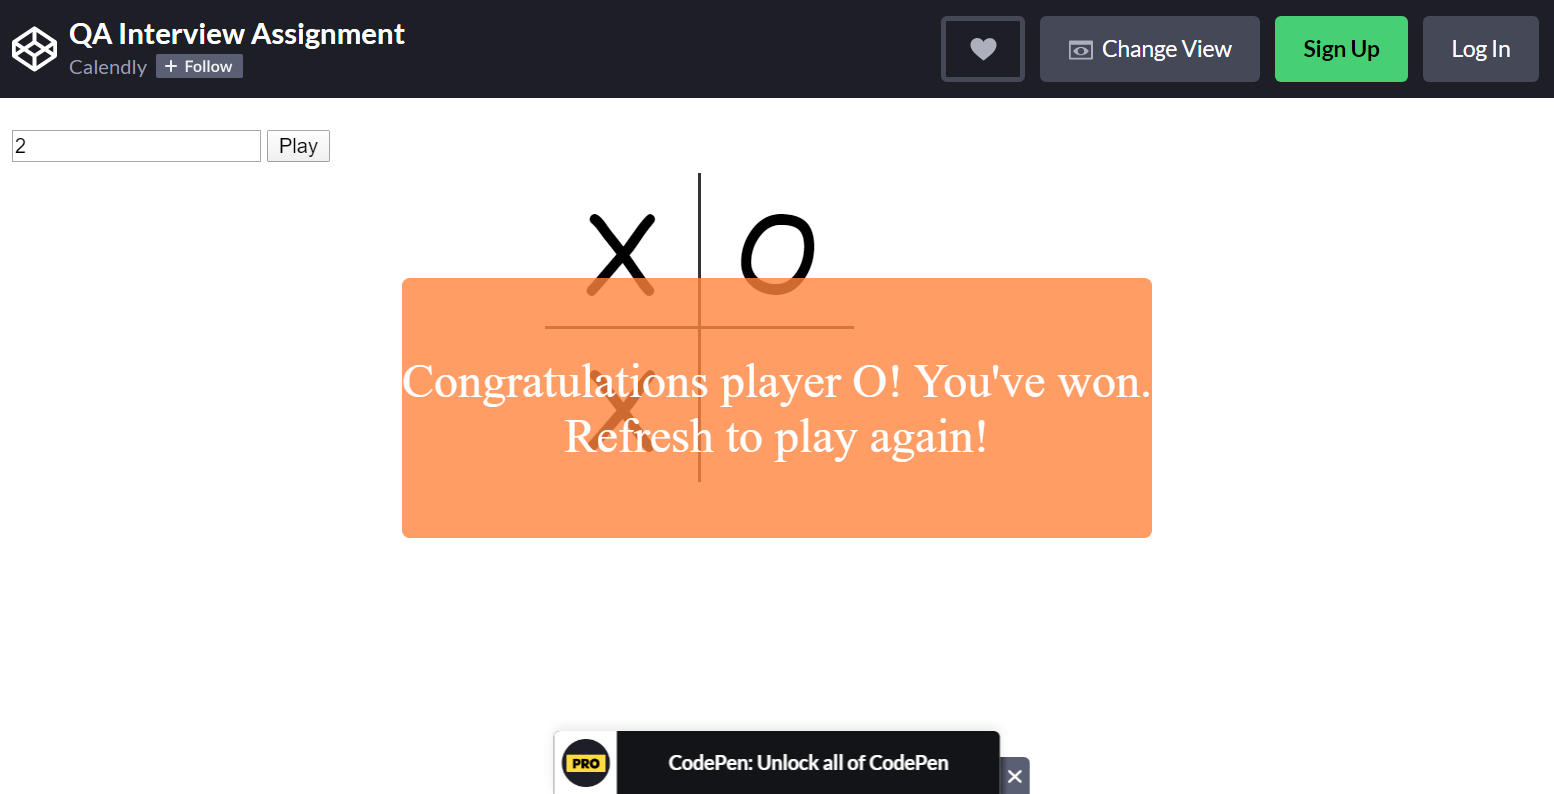 QA Interview Assignment
Calendly + Follow
Change View
Sign Up
Log In
2 Play
X O
X
Congratulations player O! You've won.
Refresh to play again!
PRO CodePen: Unlock all of CodePen ×